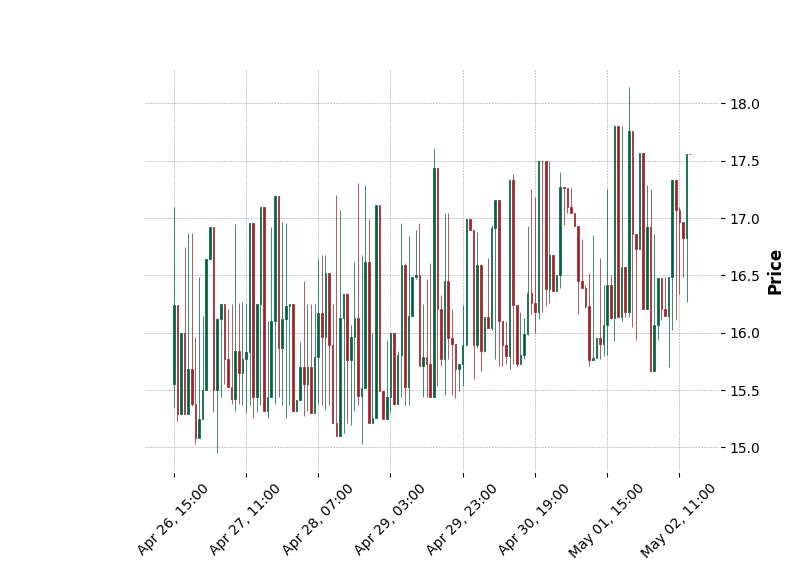 18.0
17.5
17.0
16.5
16.0
15.5
15.0
Price
Apr 26, 15:00
Apr 27, 11:00
Apr 28, 07:00
Apr 29, 03:00
Apr 29, 23:00
Apr 30, 19:00
May 01, 15:00
May 02, 11:00